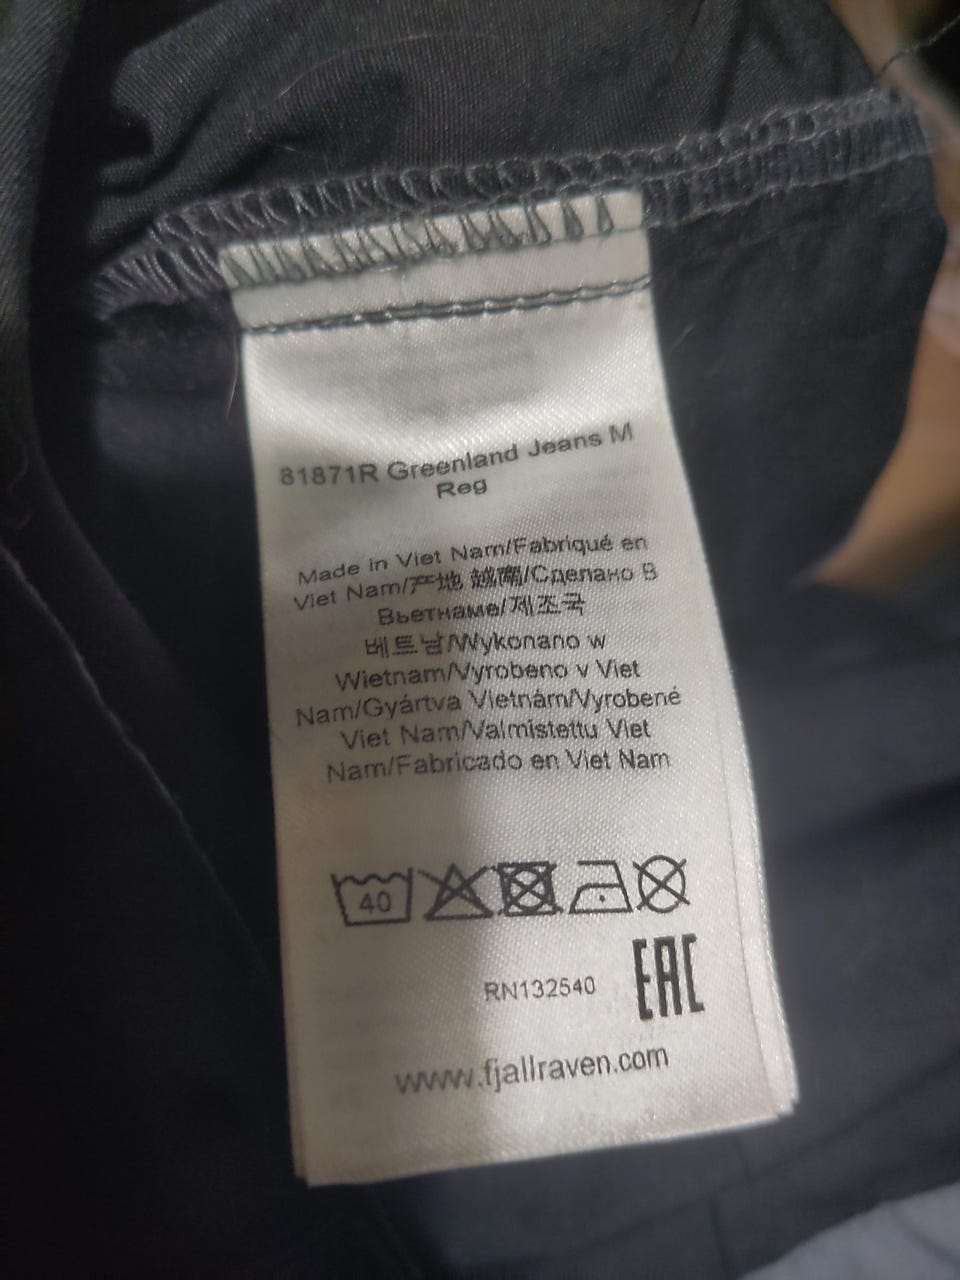 81871R Greenland Jeans M
Reg
Made in Viet Nam/Fabriqué en
Viet Nam/产地 越南/Сделано В
Вьетнаме/제조국
베트남/Wykonano w
Wietnam/Vyrobeno v Viet
Nam/Gyártva Vietnám/Vyrobené
Viet Nam/Valmistettu Viet
Nam/Fabricado en Viet Nam
40
RN132540 EAC
www.fjallraven.com